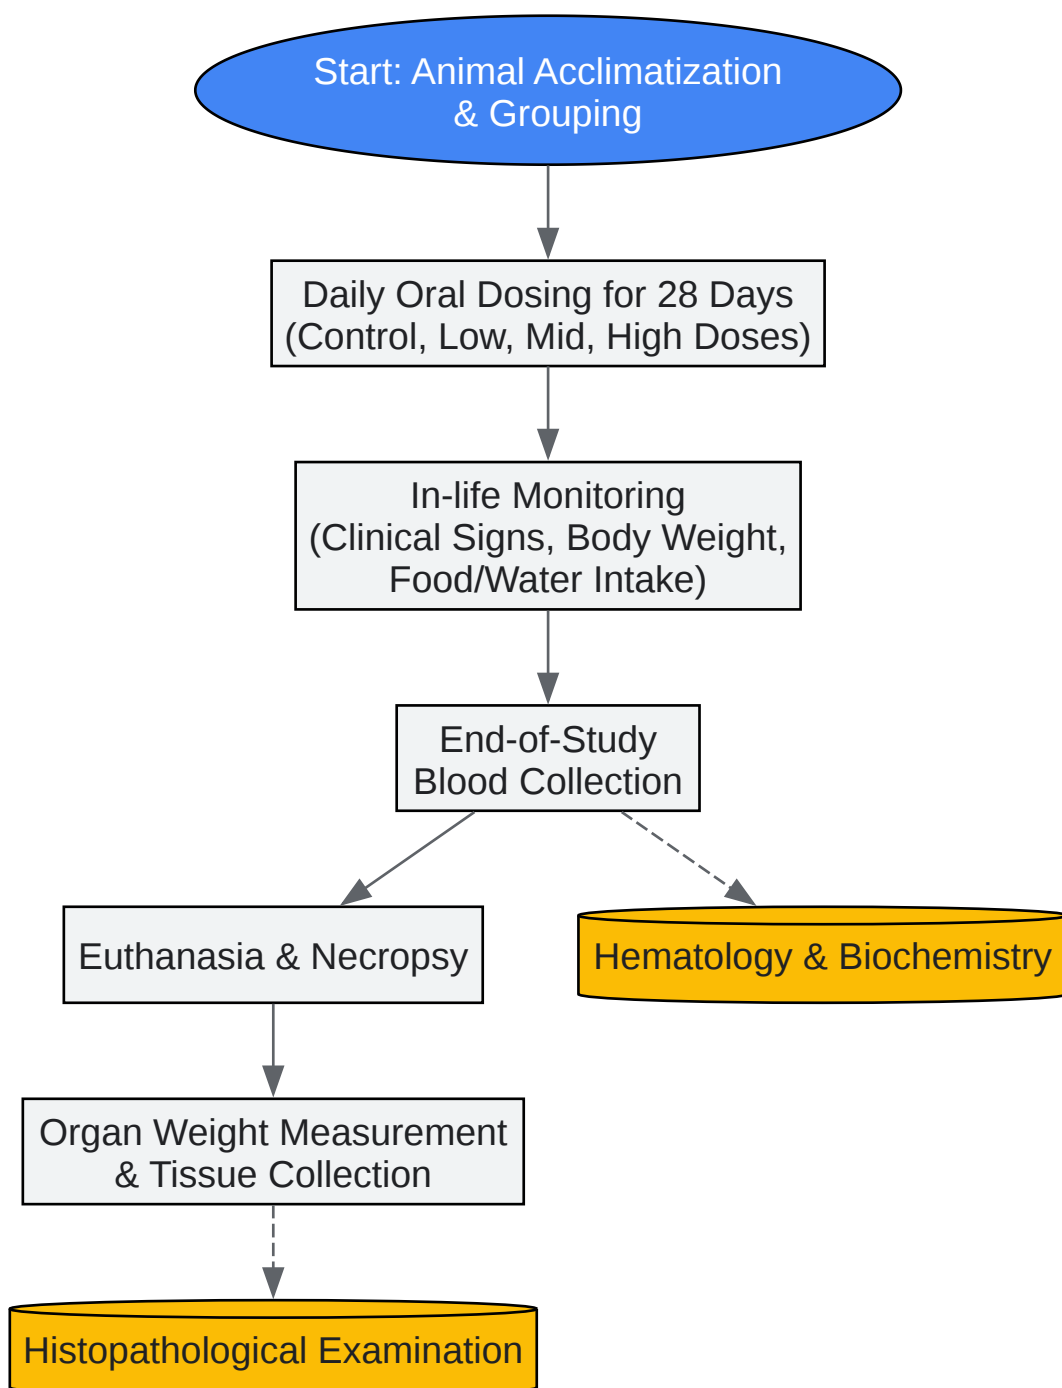 Start: Animal Acclimatization
& Grouping
Daily Oral Dosing for 28 Days
(Control, Low, Mid, High Doses)
In-life Monitoring
(Clinical Signs, Body Weight,
Food/Water Intake)
End-of-Study
Blood Collection
Euthanasia & Necropsy
Hematology & Biochemistry
Organ Weight Measurement
& Tissue Collection
Histopathological Examination